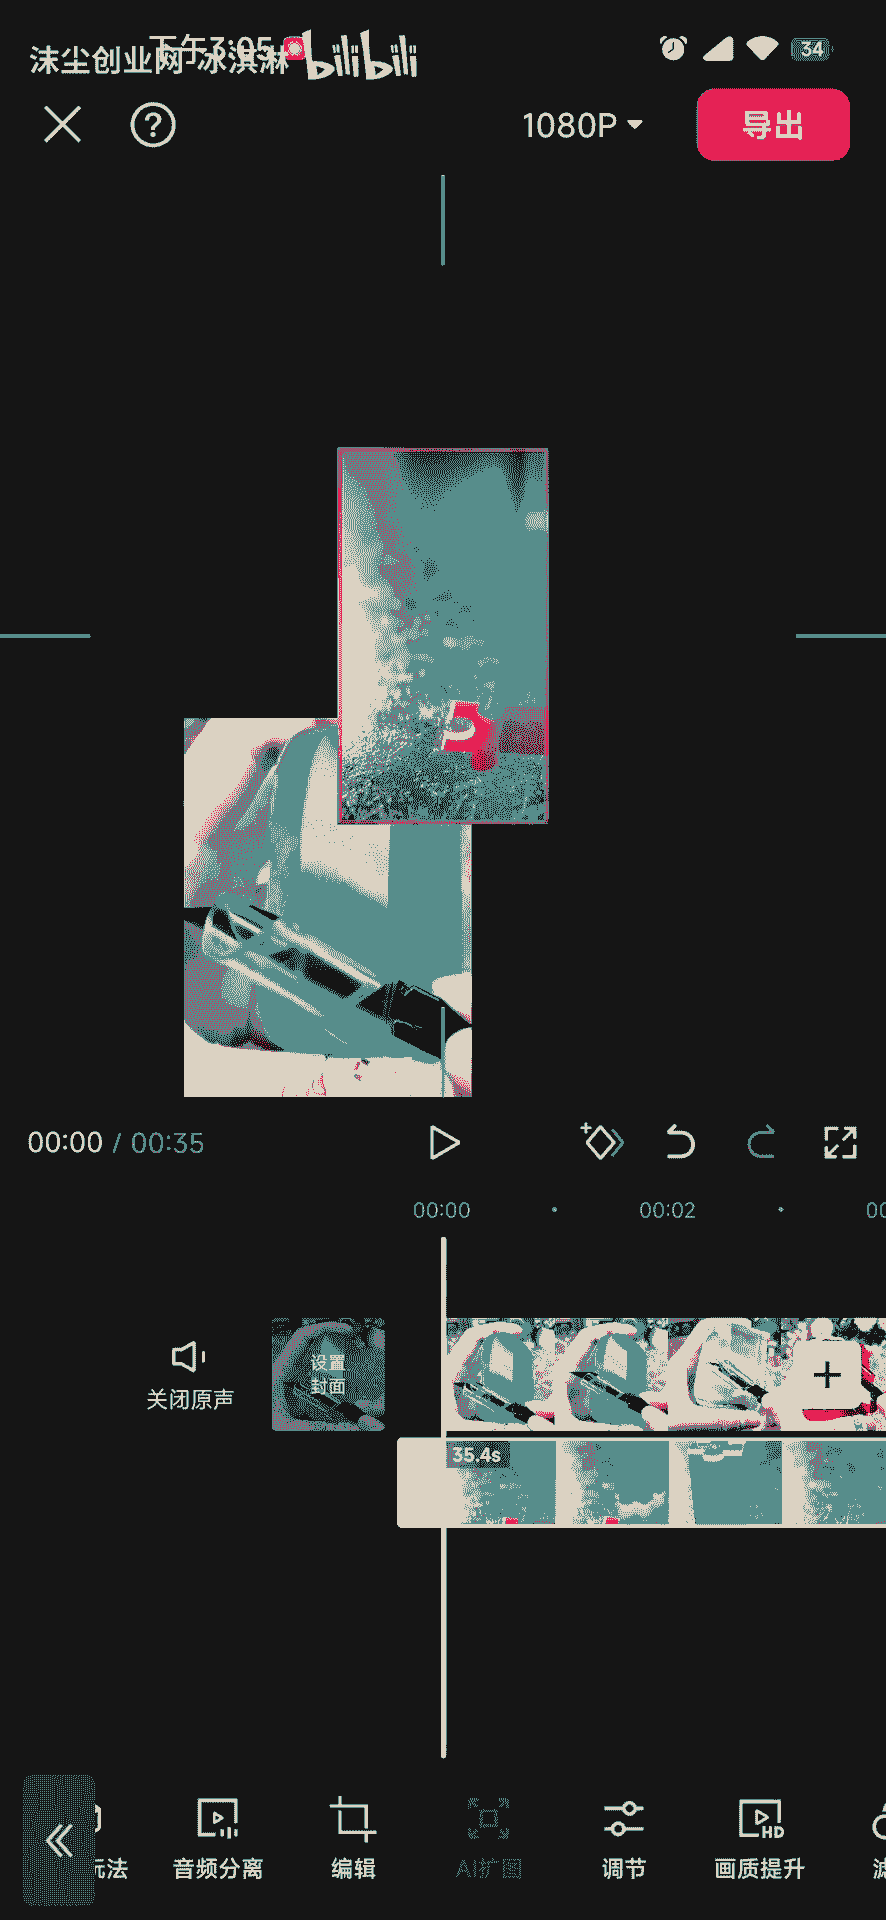 下午3:05
沫尘创业网-冰淇淋 bilibili
34
1080P 导出
00:00 / 00:35
00:00 00:02
设置
封面
关闭原声
35.4s
音频分离 编辑 AI扩图 调节 画质提升